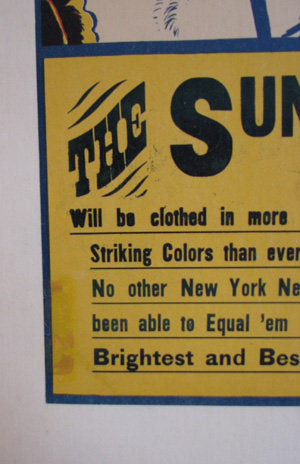 THE SUN
Will be clothed in more
Striking Colors than ever
No other New York Ne
been able to Equal 'em
Brightest and Bes